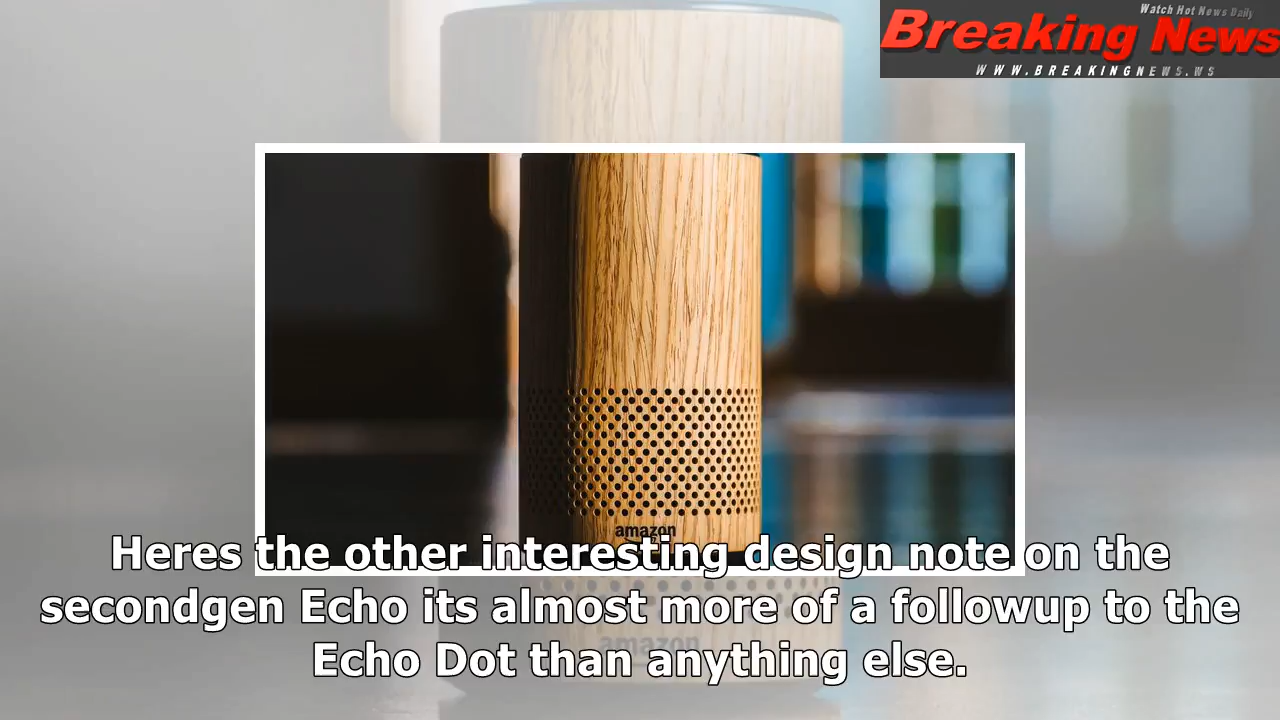 Watch Hot News Daily
Breaking News
WWW.BREAKINGNEWS.WS
amazon
Heres the other interesting design note on the
secondgen Echo its almost more of a followup to the
amazon
Echo Dot than anything else.